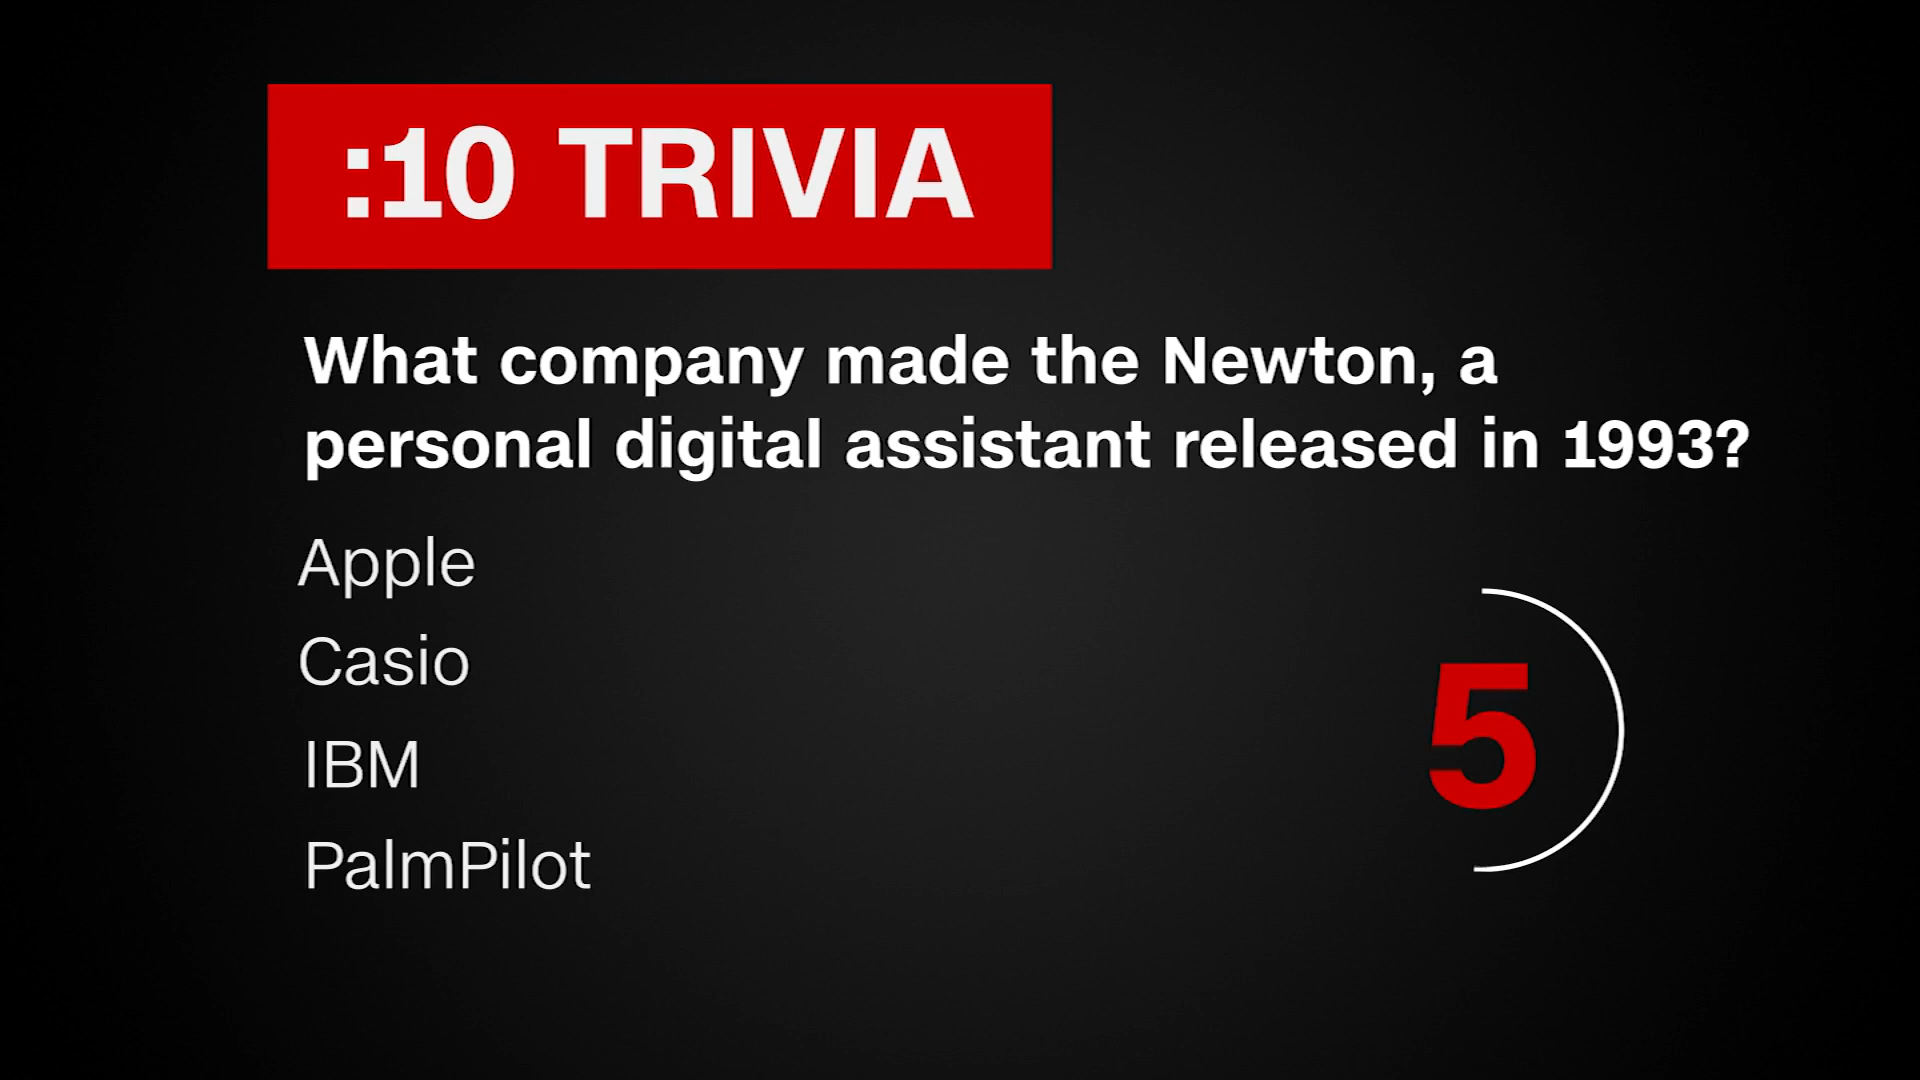 :10 TRIVIA
What company made the Newton, a
personal digital assistant released in 1993?
Apple
Casio
IBM
PalmPilot
5